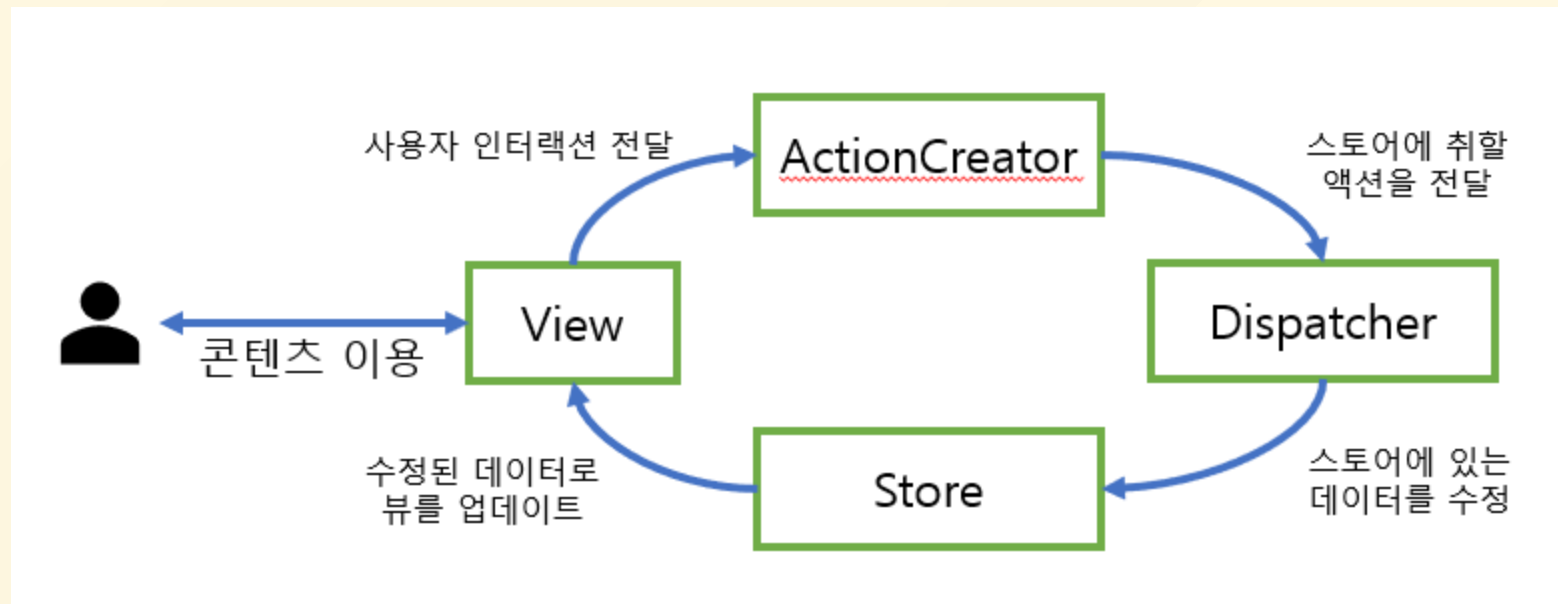 사용자 인터랙션 전달
ActionCreator
스토어에 취할
액션을 전달
View
Dispatcher
콘텐츠 이용
수정된 데이터로
뷰를 업데이트
Store
스토어에 있는
데이터를 수정